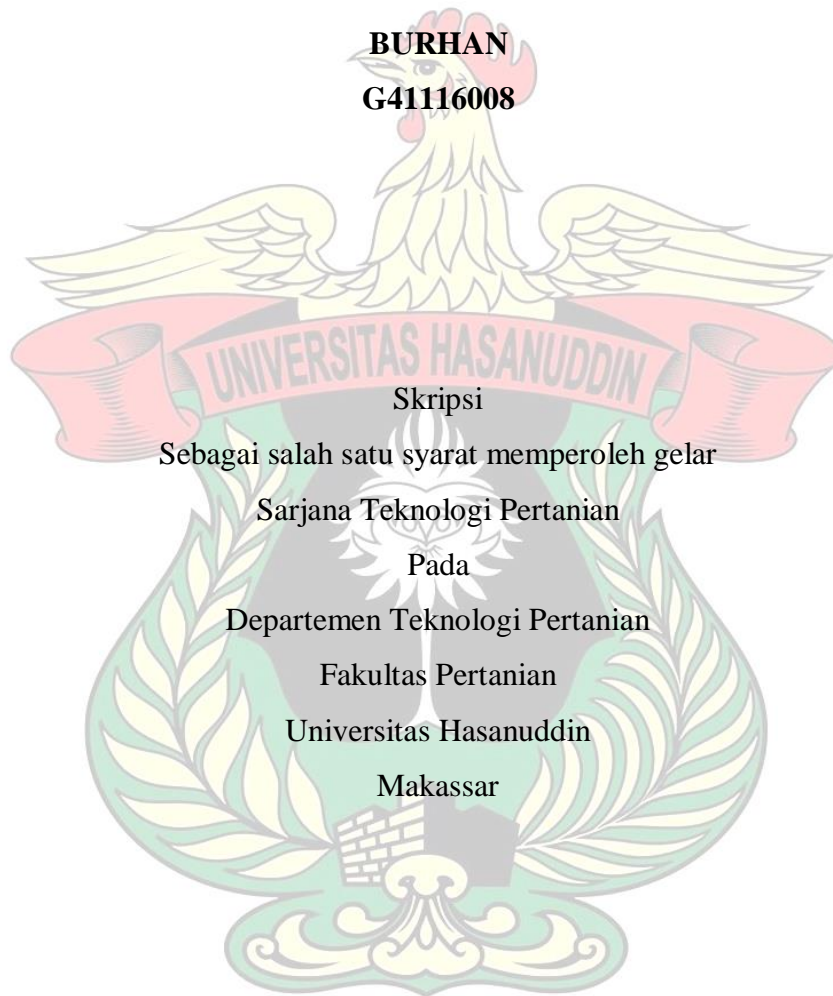 BURHAN
G41116008
UNIVERSITAS HASANUDDIN
Skripsi
Sebagai salah satu syarat memperoleh gelar
Sarjana Teknologi Pertanian
Pada
Departemen Teknologi Pertanian
Fakultas Pertanian
Universitas Hasanuddin
Makassar